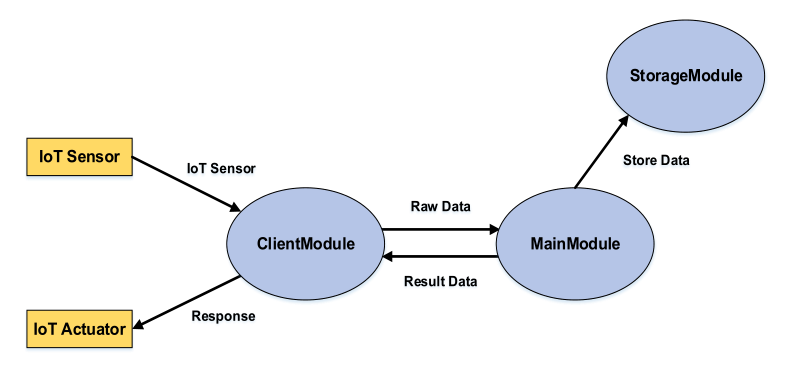 StorageModule
IoT Sensor
IoT Sensor
Store Data
Raw Data
ClientModule
MainModule
Result Data
Response
IoT Actuator